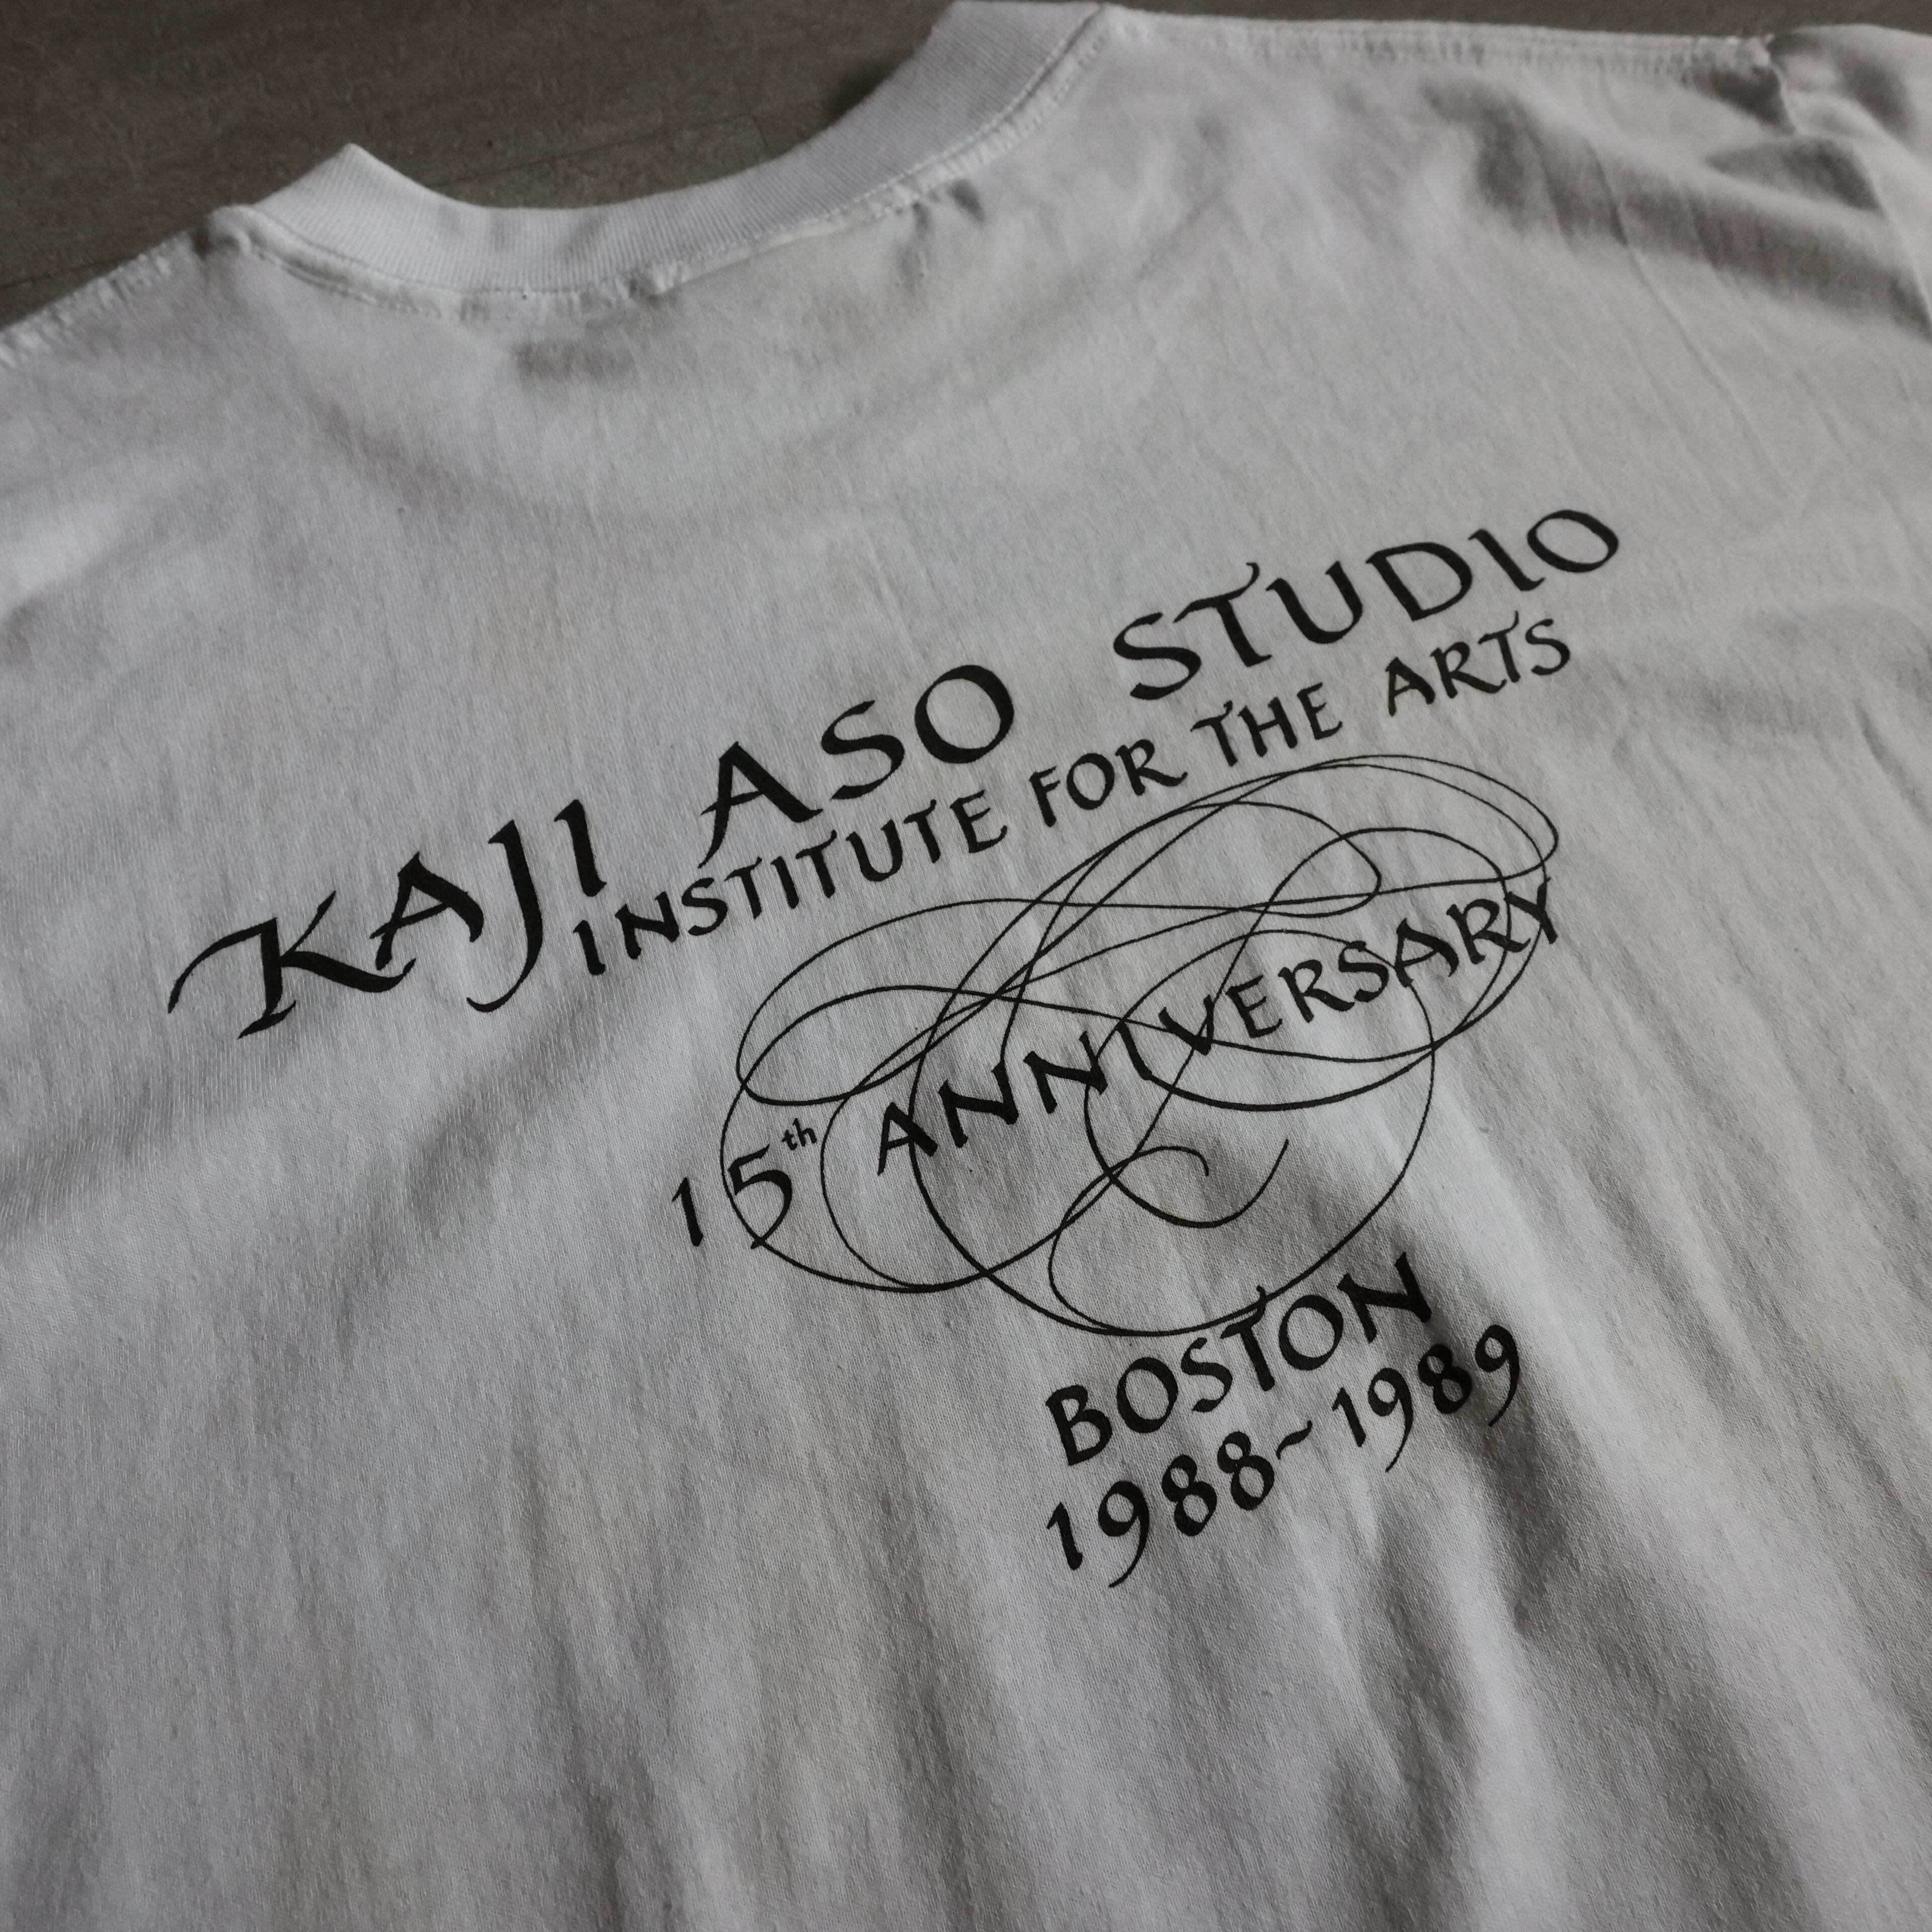 KAJI ASO STUDIO
INSTITUTE FOR THE ARTS
15th ANNIVERSARY
BOSTON
1988~1989